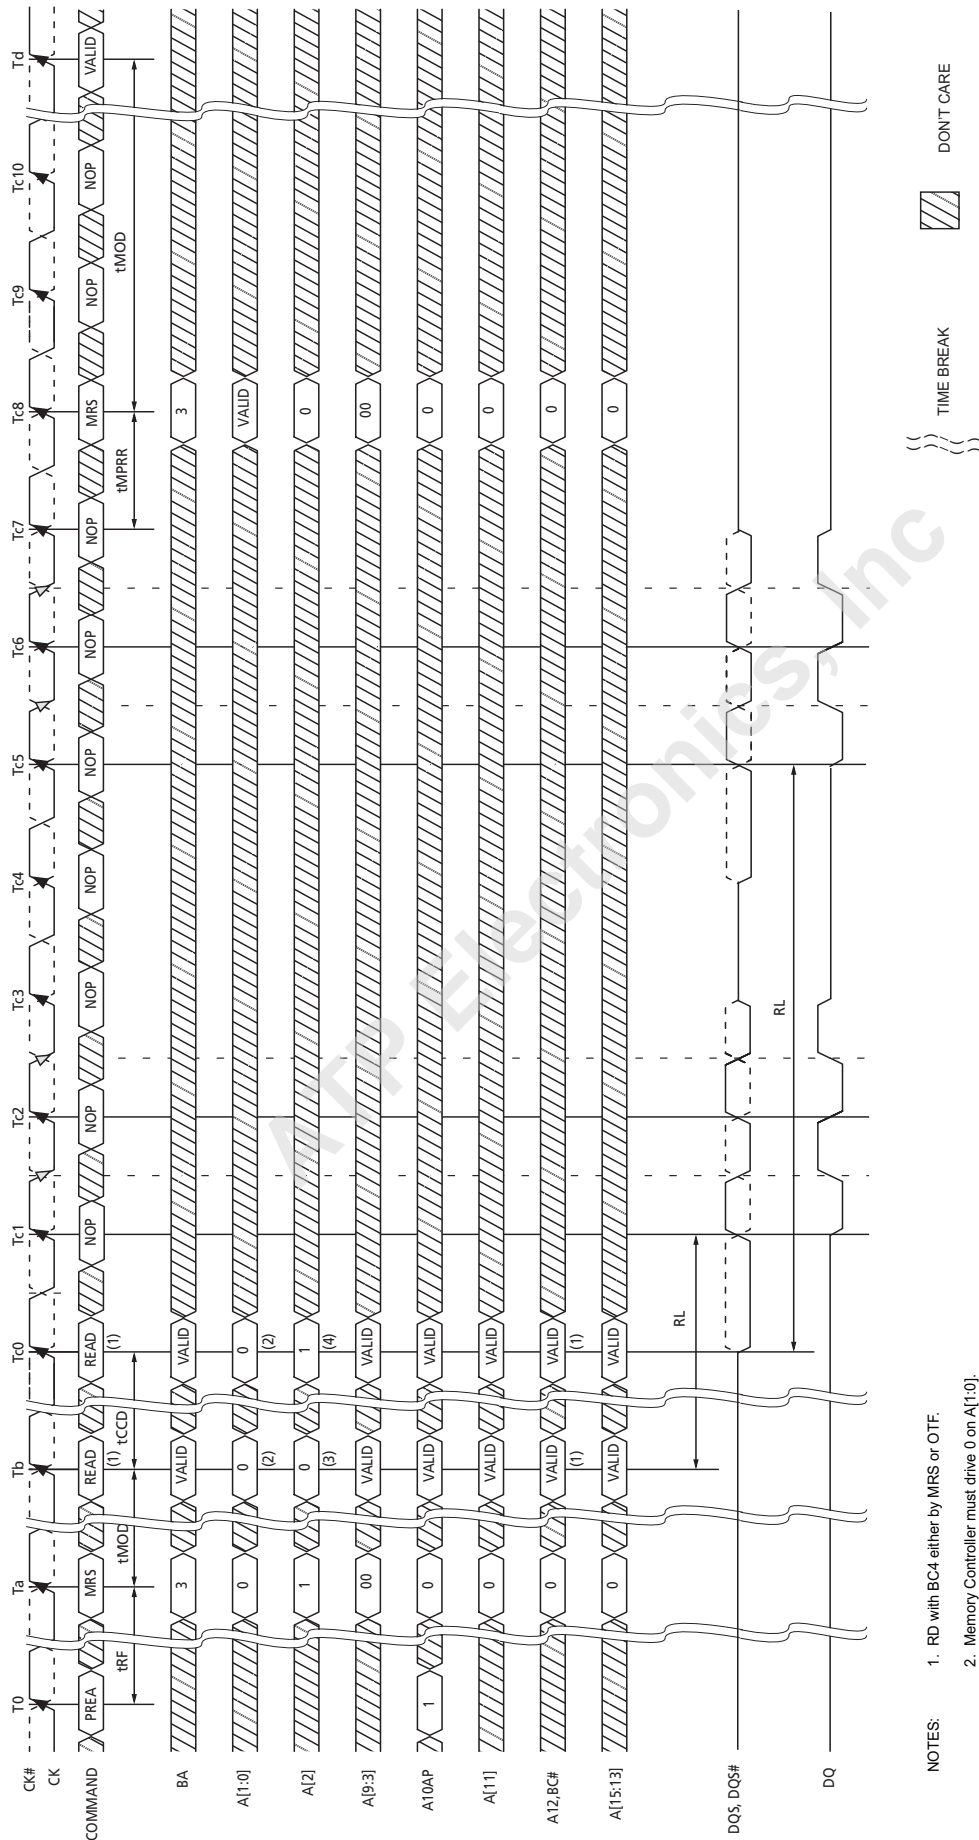 T0 Ta Tb Tc0 Tc1 Tc2 Tc3 Tc4 Tc5 Tc6 Tc7 Tc8 Tc9 Tc10 Td
CK#
CK
COMMAND PREA MRS READ READ NOP NOP NOP NOP NOP NOP NOP MRS NOP NOP VALID
(1) (1)
tRF tMOD tCCD tMPRR tMOD
BA 3 VALID VALID 3
A[1:0] 0 0 0 VALID
(2) (2)
A[2] 1 0 1 0
(3) (4)
A[9:3] 00 VALID VALID 00
A10AP 1 0 VALID VALID 0
A[11] 0 VALID VALID 0
A12,BC# 0 VALID VALID 0
(1) (1)
A[15:13] 0 VALID VALID 0
RL
DQS, DQS#
RL
DQ
ATP Electronics, Inc
NOTES: 1. RD with BC4 either by MRS or OTF.
2. Memory Controller must drive 0 on A[1:0].
TIME BREAK
DON'T CARE